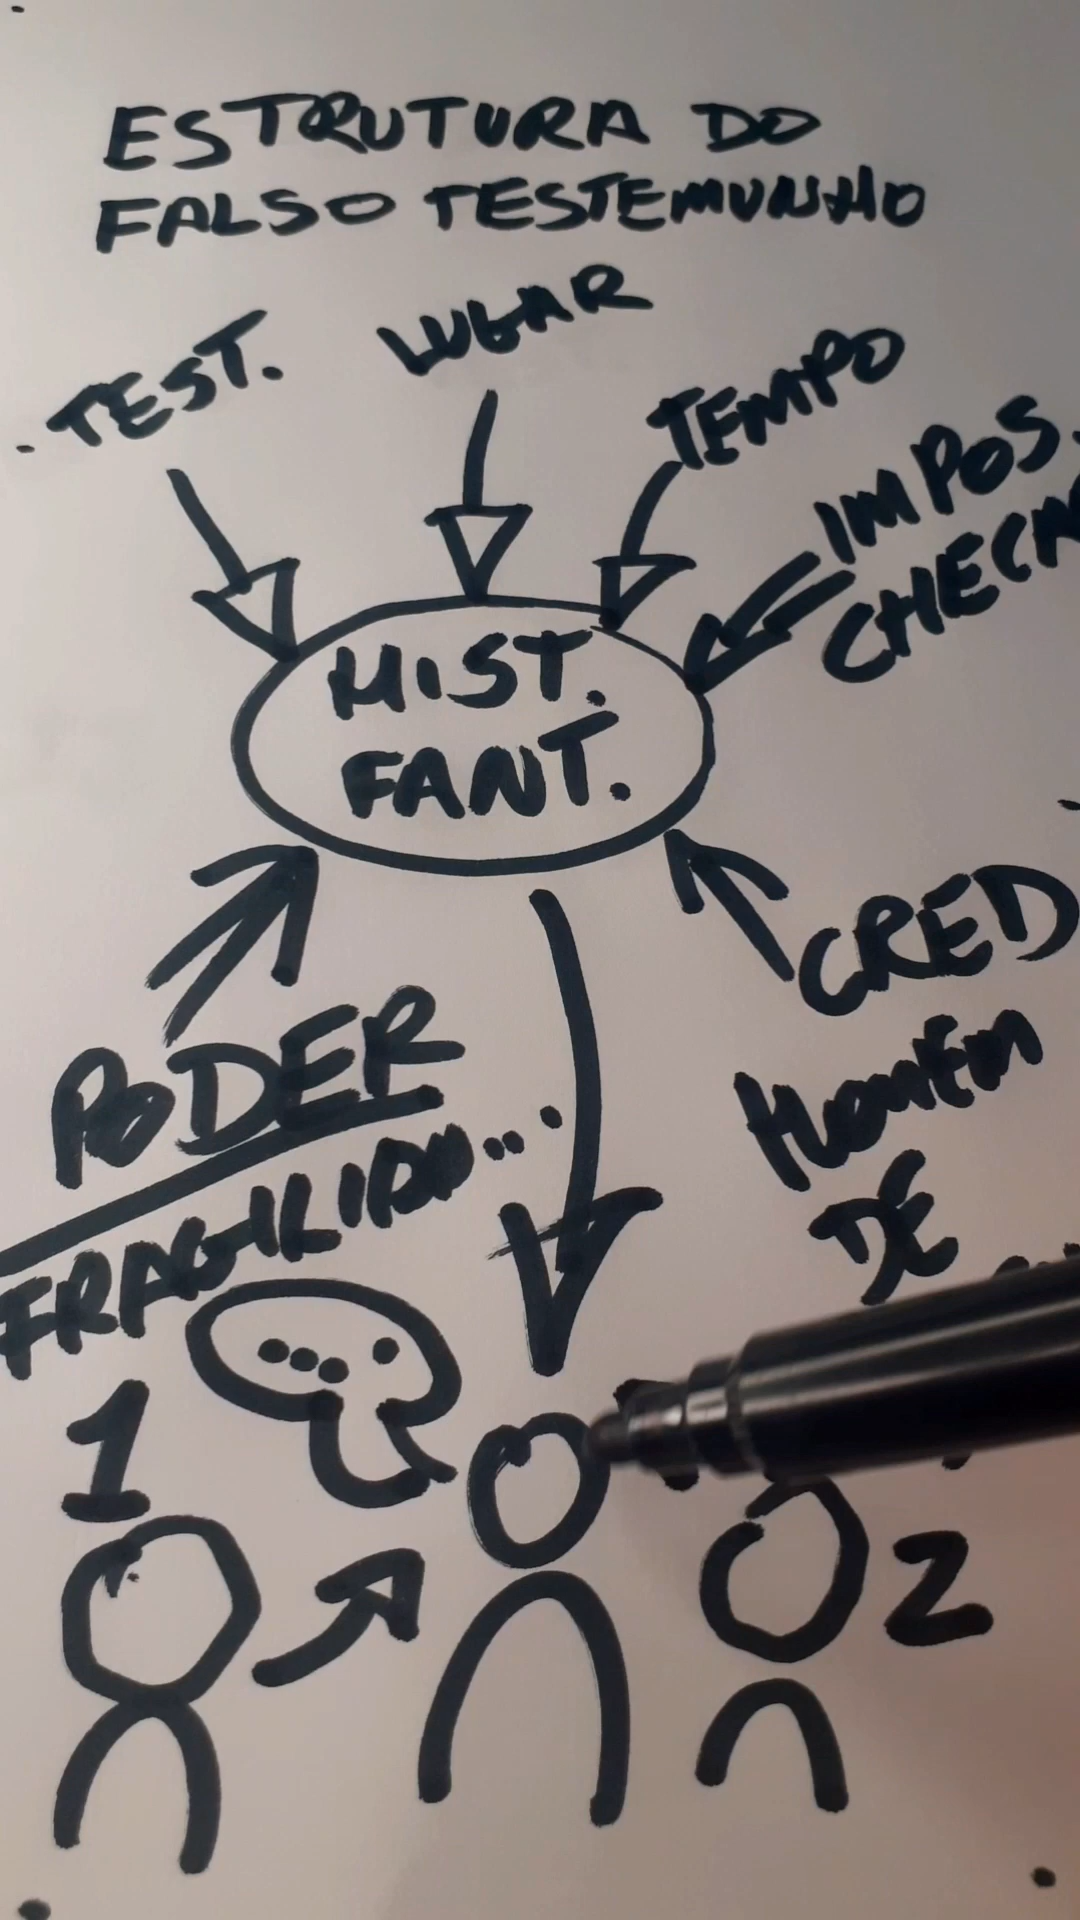 ESTRUTURA DO
FALSO TESTEMUNHO
TEST.
LUGAR
TEMPO
IMPOS.
HIST.
FANT.
CRED
PODER
HOMEM
DE
1
2